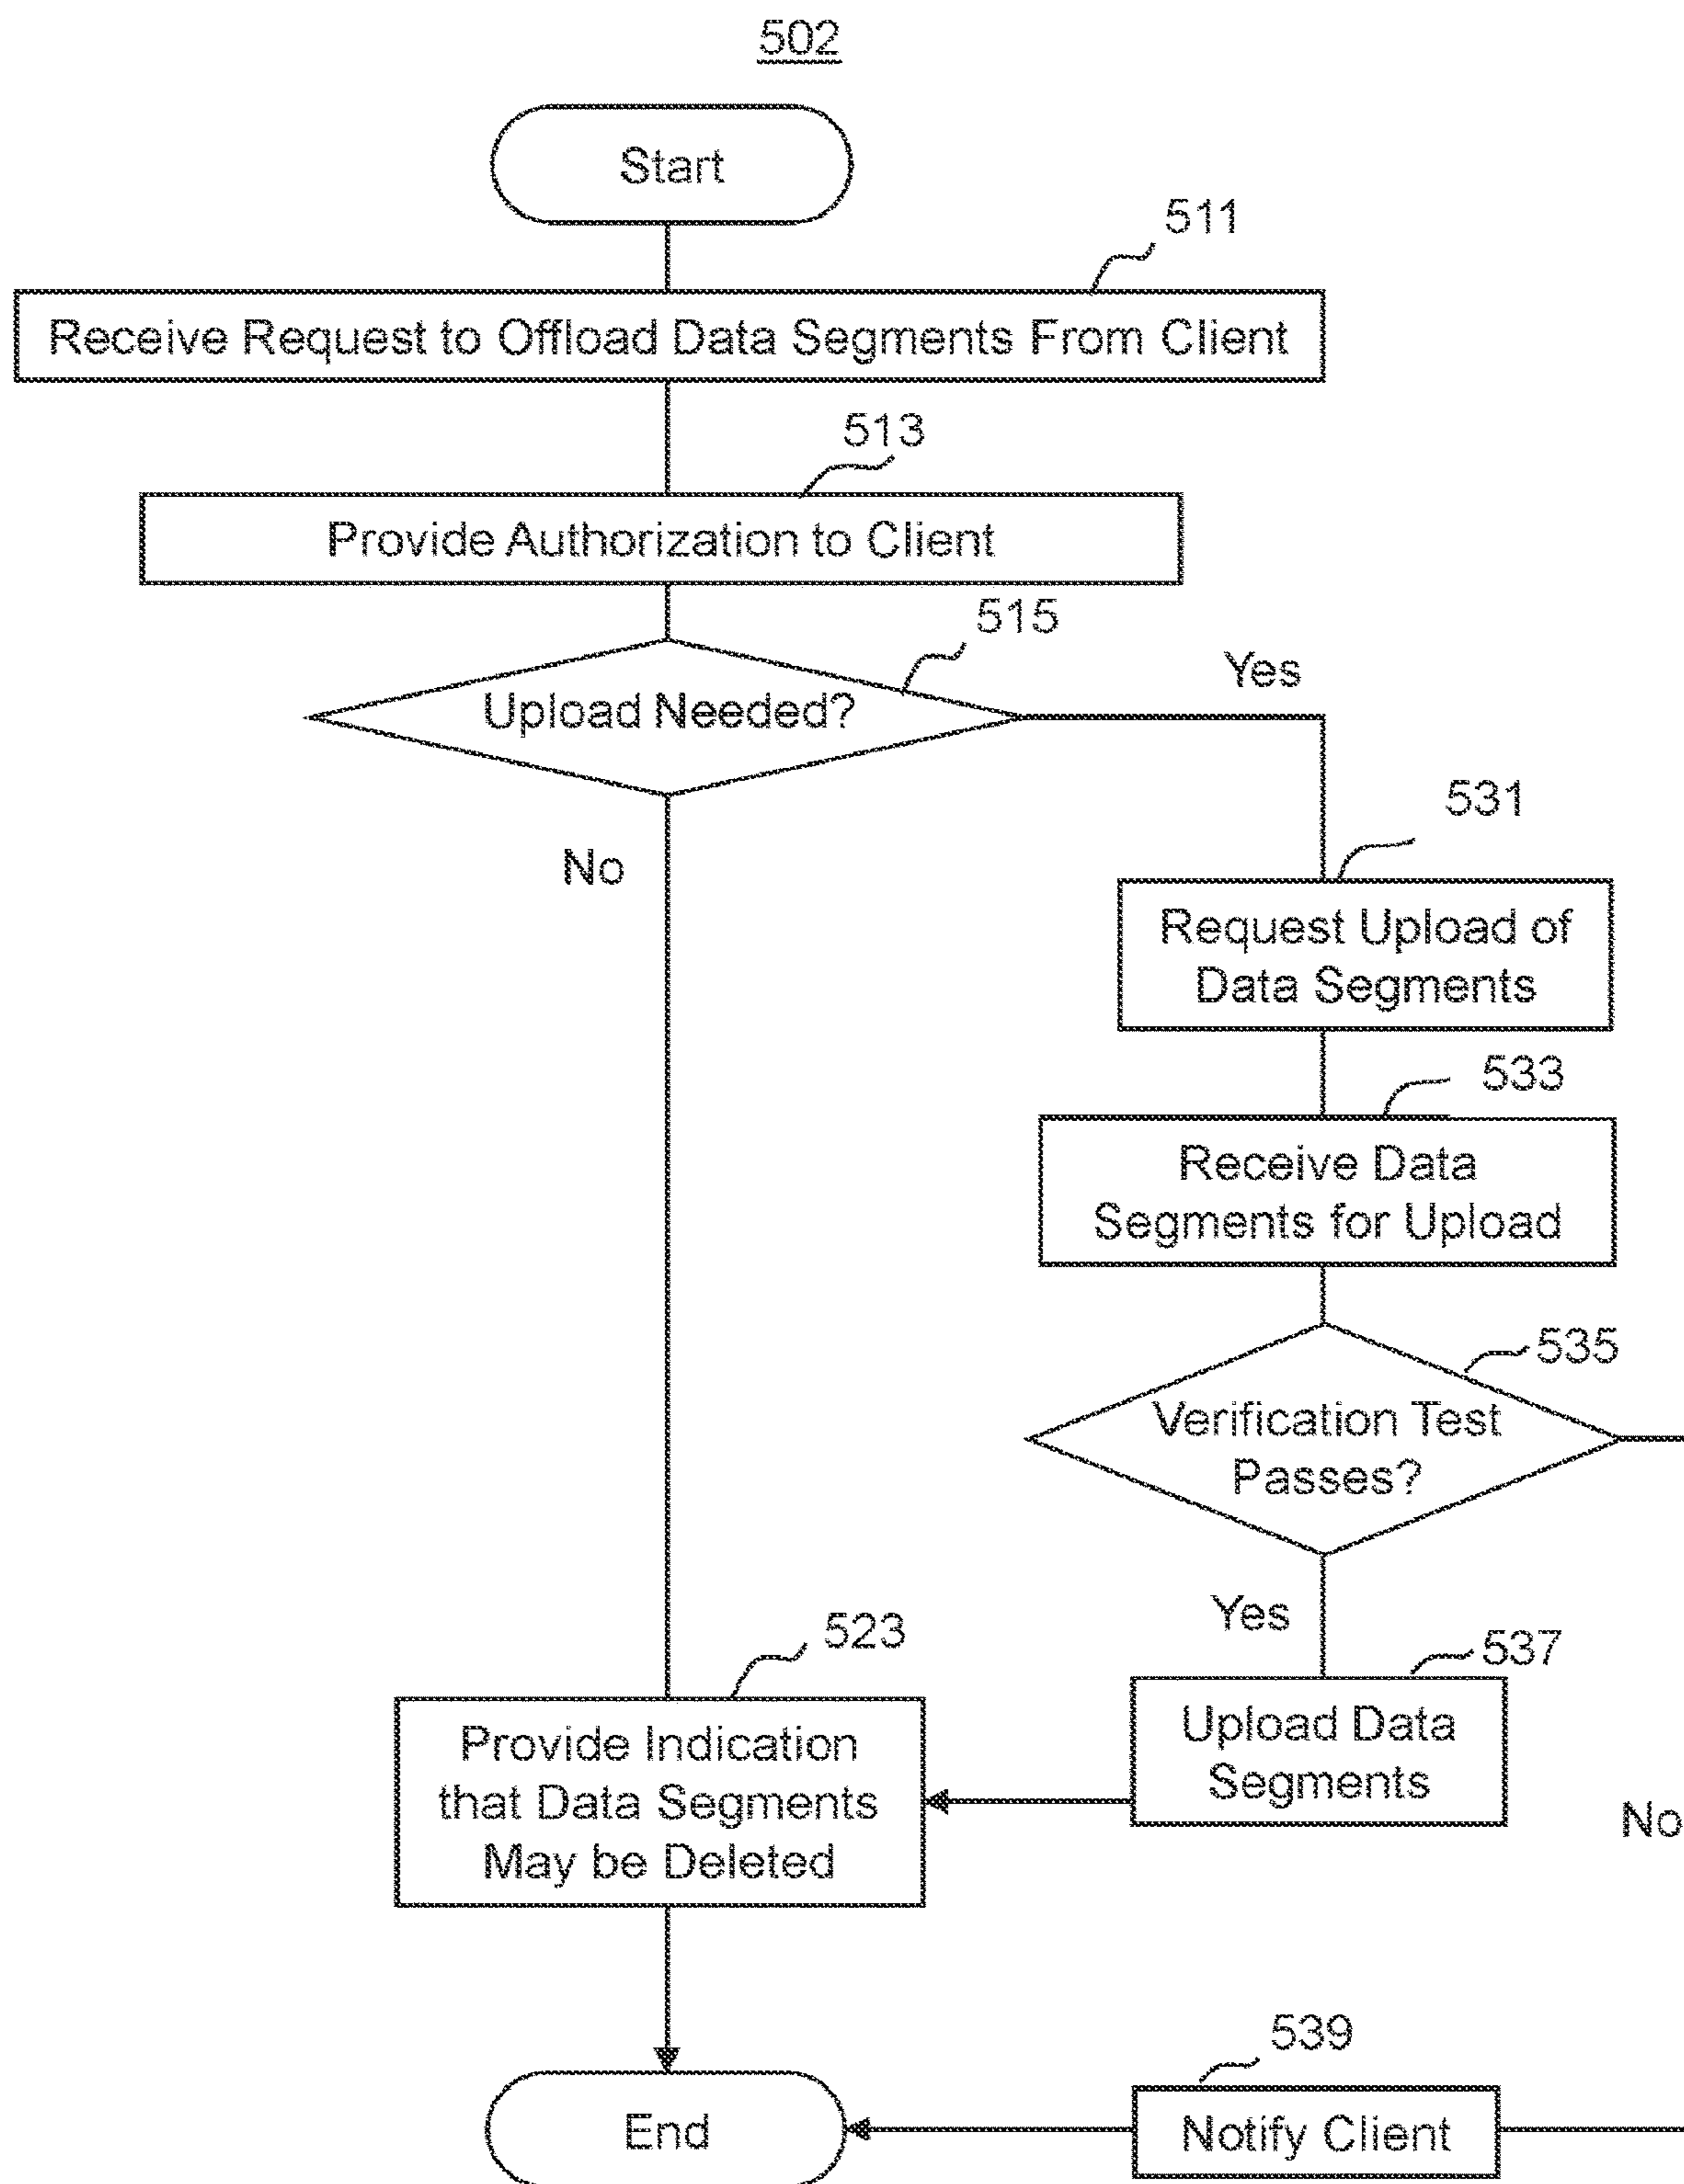 502
Start
511
Receive Request to Offload Data Segments From Client
513
Provide Authorization to Client
515
Upload Needed?
Yes
No
531
Request Upload of
Data Segments
533
Receive Data
Segments for Upload
535
Verification Test
Passes?
Yes
537
Upload Data
Segments
No
523
Provide Indication
that Data Segments
May be Deleted
539
Notify Client
End